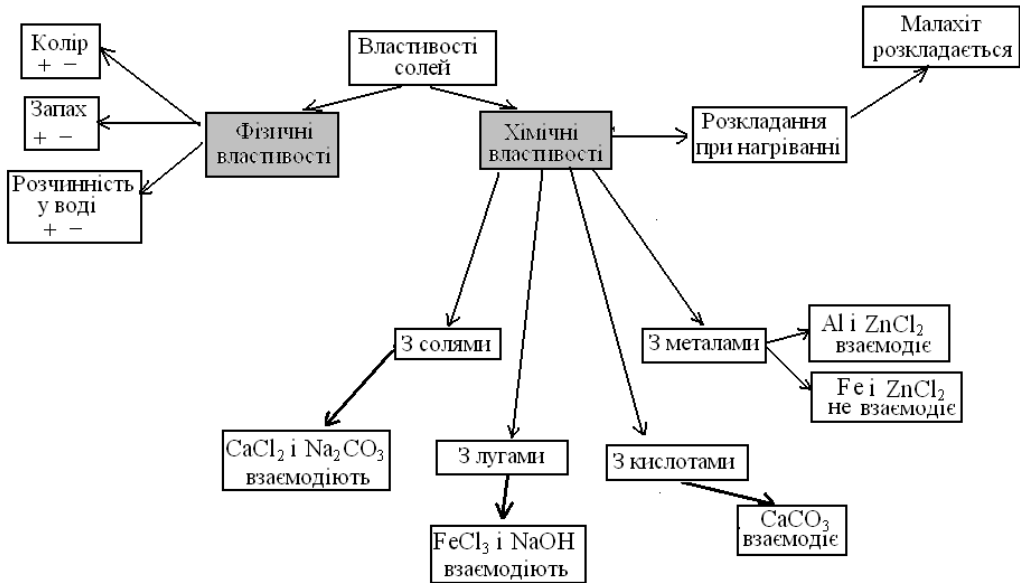 Властивості
солей
Колір
+ −
Запах
+ −
Розчинність
у воді
+ −
Фізичні
властивості
Хімічні
властивості
Розкладання
при нагріванні
Малахіт
розкладається
З солями
CaCl₂ і Na₂CO₃
взаємодіють
З лугами
FeCl₃ і NaOH
взаємодіють
З кислотами
CaCO₃
взаємодіє
З металами
Al і ZnCl₂
взаємодіє
Fe і ZnCl₂
не взаємодіє